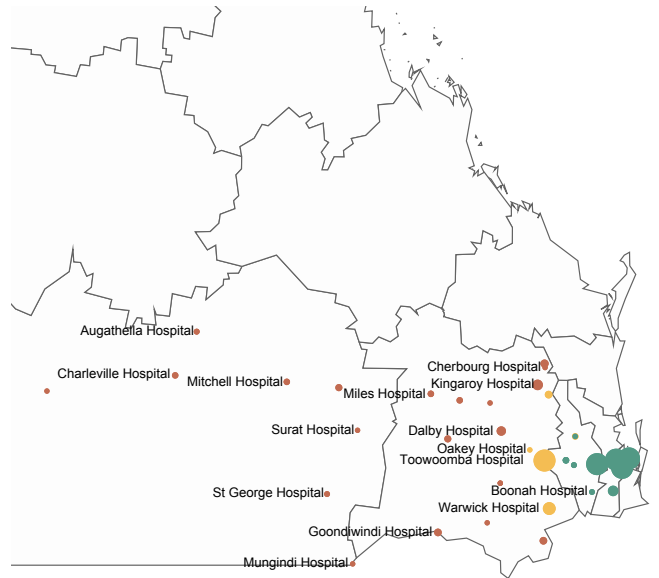 Augathella Hospital
Cherbourg Hospital
Charleville Hospital
Mitchell Hospital
Kingaroy Hospital
Miles Hospital
Surat Hospital
Dalby Hospital
Oakey Hospital
Toowoomba Hospital
St George Hospital
Boonah Hospital
Warwick Hospital
Goondiwindi Hospital
Mungindi Hospital